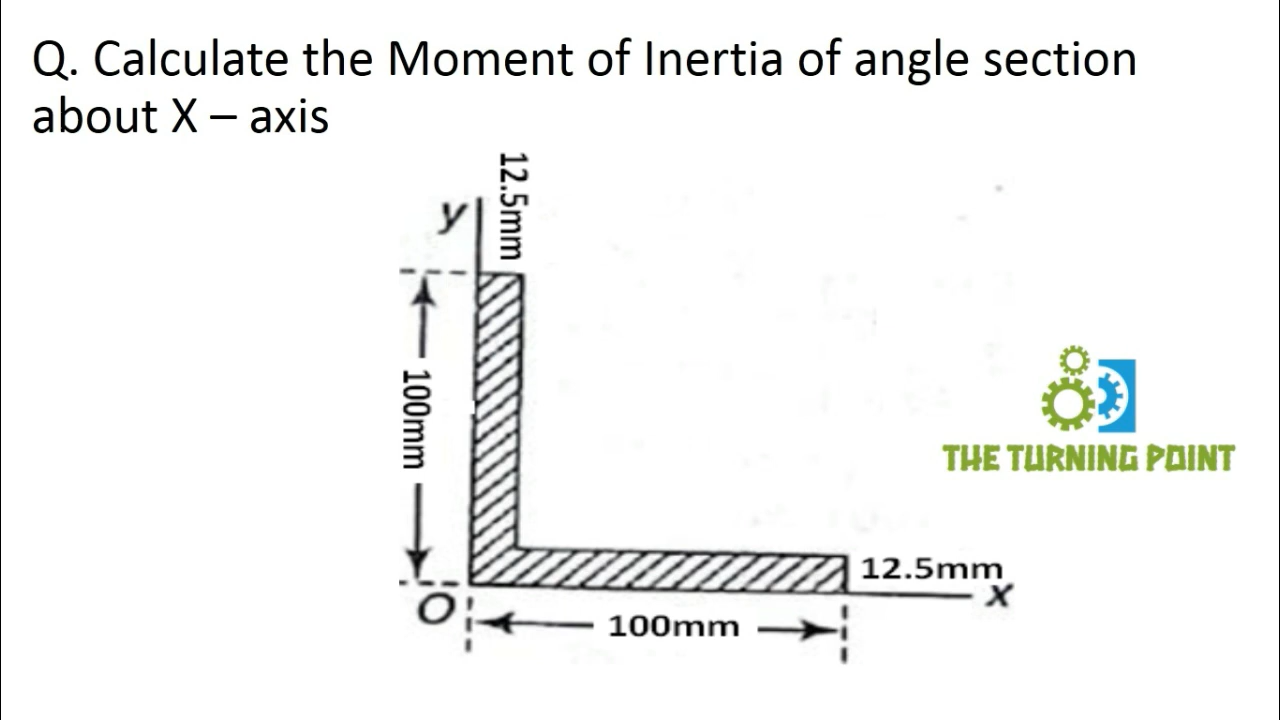 Q. Calculate the Moment of Inertia of angle section
about X – axis
12.5mm
y
100mm
THE TURNING POINT
12.5mm
x
O
100mm